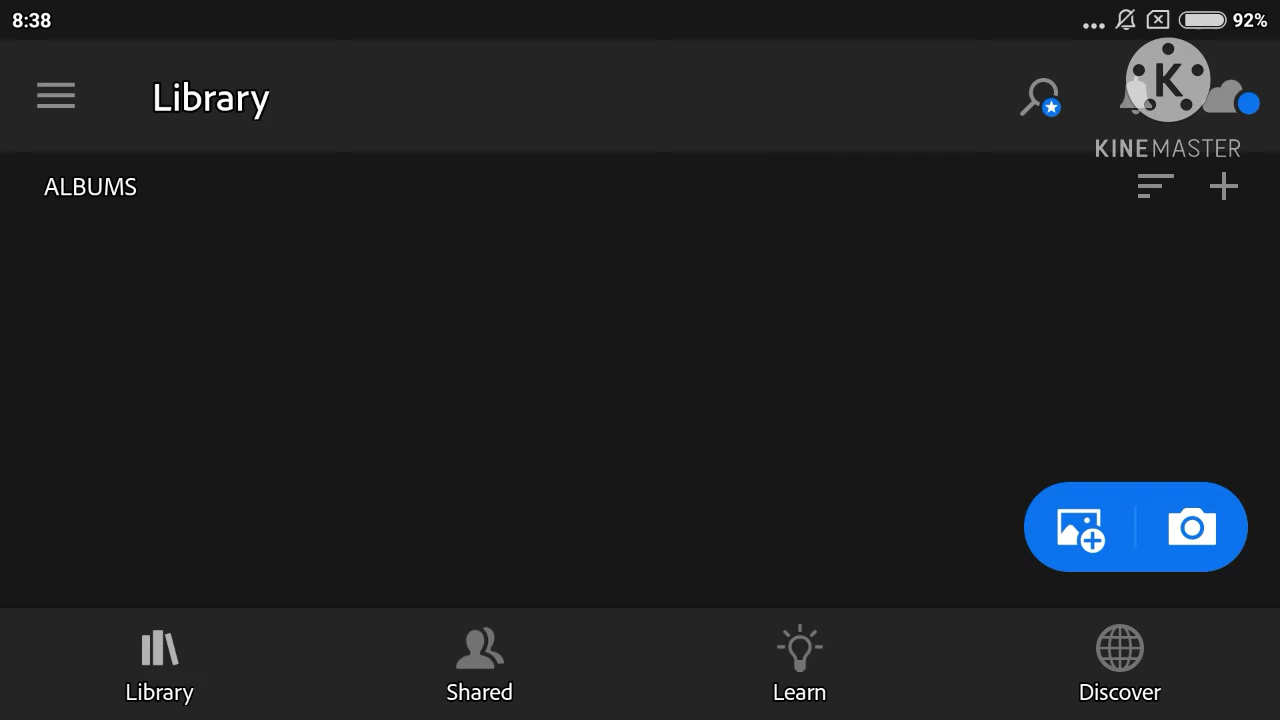 8:38
92%
Library
K
KINEMASTER
ALBUMS
Library
Shared
Learn
Discover